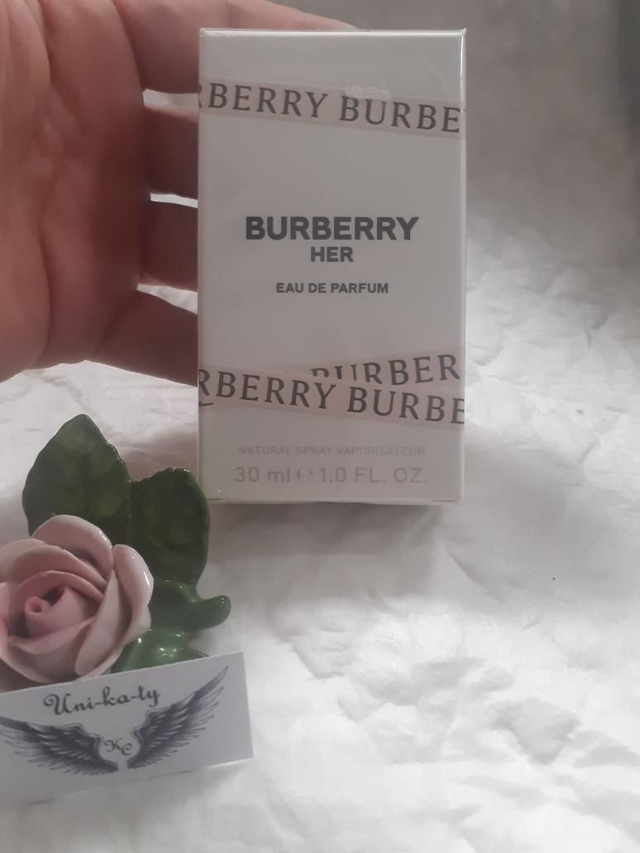 RBERRY BURBE
BURBERRY
HER
EAU DE PARFUM
BURBER
RBERRY BURBE
NATURAL SPRAY VAPORISATEUR
30 ml ℮ 1.0 FL. OZ.
Uni-ka-ty
KC